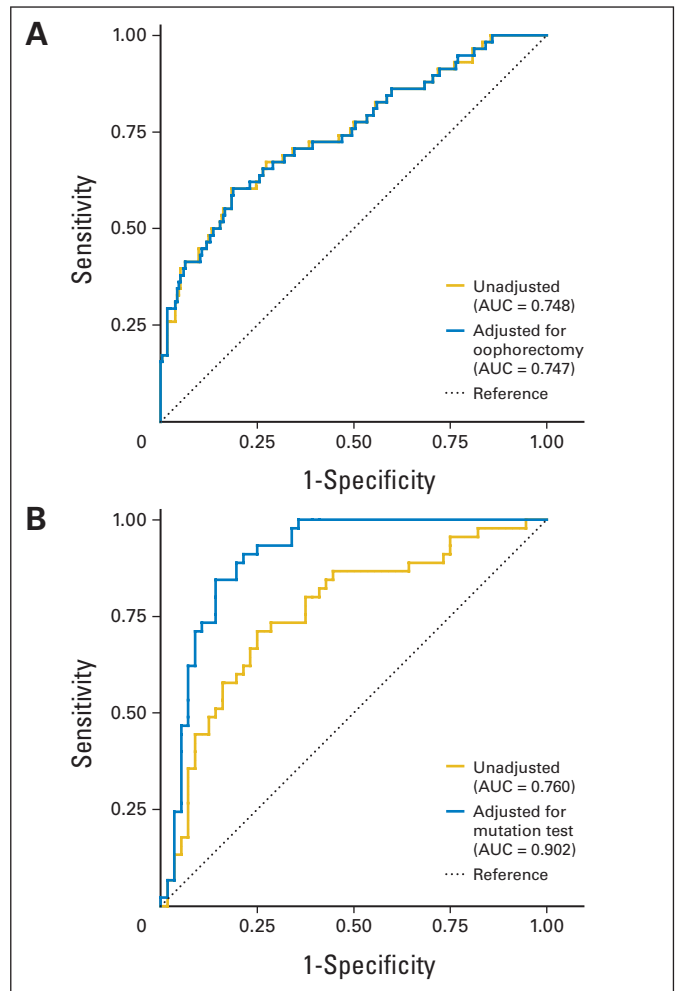 A
1.00
0.75
0.50
0.25
0
0.25
0.50
0.75
1.00
Sensitivity
1-Specificity
Unadjusted
(AUC = 0.748)
Adjusted for
oophorectomy
(AUC = 0.747)
Reference
B
1.00
0.75
0.50
0.25
0
0.25
0.50
0.75
1.00
Sensitivity
1-Specificity
Unadjusted
(AUC = 0.760)
Adjusted for
mutation test
(AUC = 0.902)
Reference